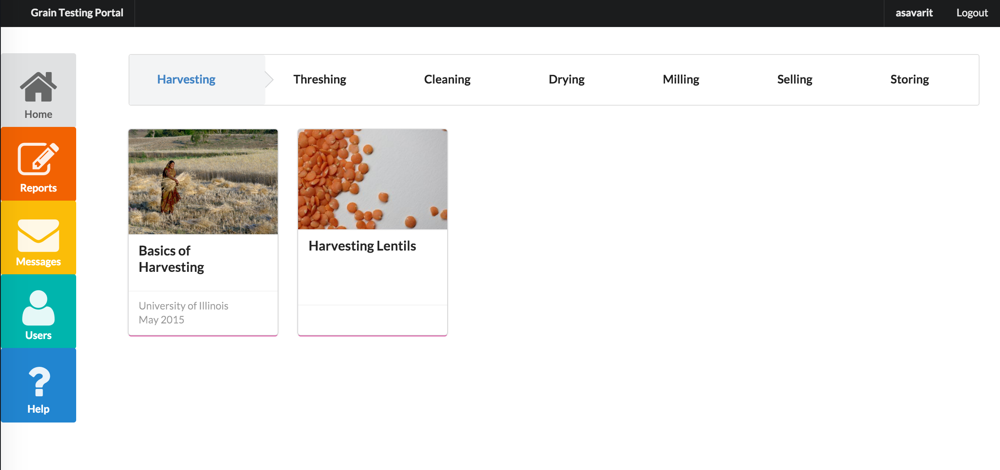 Grain Testing Portal
asavarit
Logout
Home
Reports
Messages
Users
Help
Harvesting
Threshing
Cleaning
Drying
Milling
Selling
Storing
Basics of
Harvesting
University of Illinois
May 2015
Harvesting Lentils